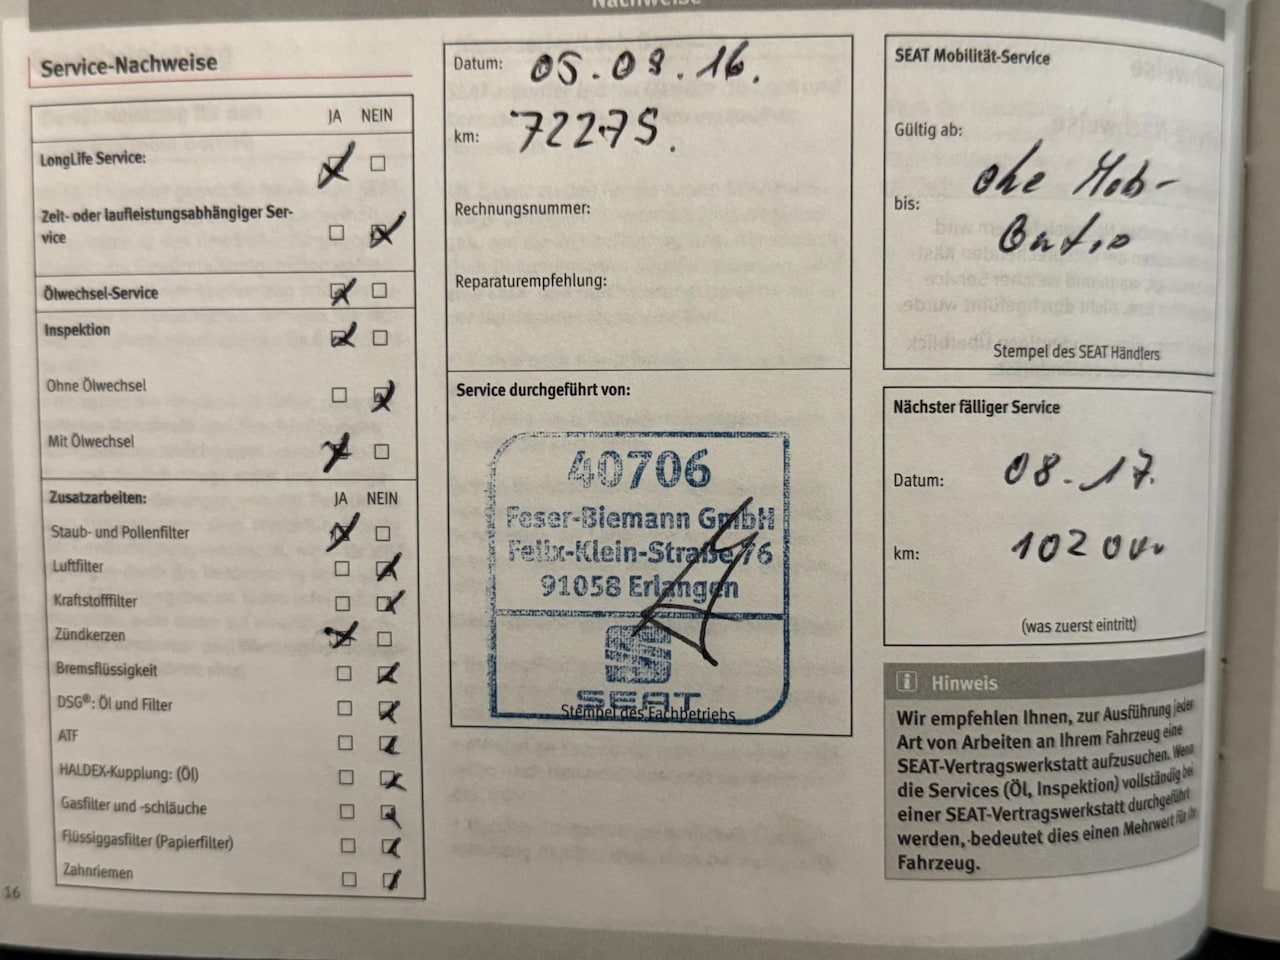 Nachweise
Service-Nachweise
JA NEIN
LongLife Service:
Zeit- oder laufleistungsabhängiger Ser-
vice
Ölwechsel-Service
Inspektion
Ohne Ölwechsel
Mit Ölwechsel
Zusatzarbeiten: JA NEIN
Staub- und Pollenfilter
Luftfilter
Kraftstofffilter
Zündkerzen
Bremsflüssigkeit
DSG®: Öl und Filter
ATF
HALDEX-Kupplung: (Öl)
Gasfilter und -schläuche
Flüssiggasfilter (Papierfilter)
Zahnriemen
16
Datum: 05.08.16.
km: 72275.
Rechnungsnummer:
Reparaturempfehlung:
Service durchgeführt von:
40706
Feser-Biemann GmbH
Felix-Klein-Straße 76
91058 Erlangen
SEAT
Stempel des Fachbetriebs
SEAT Mobilität-Service
Gültig ab:
ohne Mob-
bis:
Stempel des SEAT Händlers
Nächster fälliger Service
Datum: 08.17.
km: 102000
(was zuerst eintritt)
Hinweis
Wir empfehlen Ihnen, zur Ausführung jeder
Art von Arbeiten an Ihrem Fahrzeug eine
SEAT-Vertragswerkstatt aufzusuchen. Wenn
die Services (Öl, Inspektion) vollständig bei
einer SEAT-Vertragswerkstatt durchgeführt
werden, bedeutet dies einen Mehrwert für Ihr
Fahrzeug.